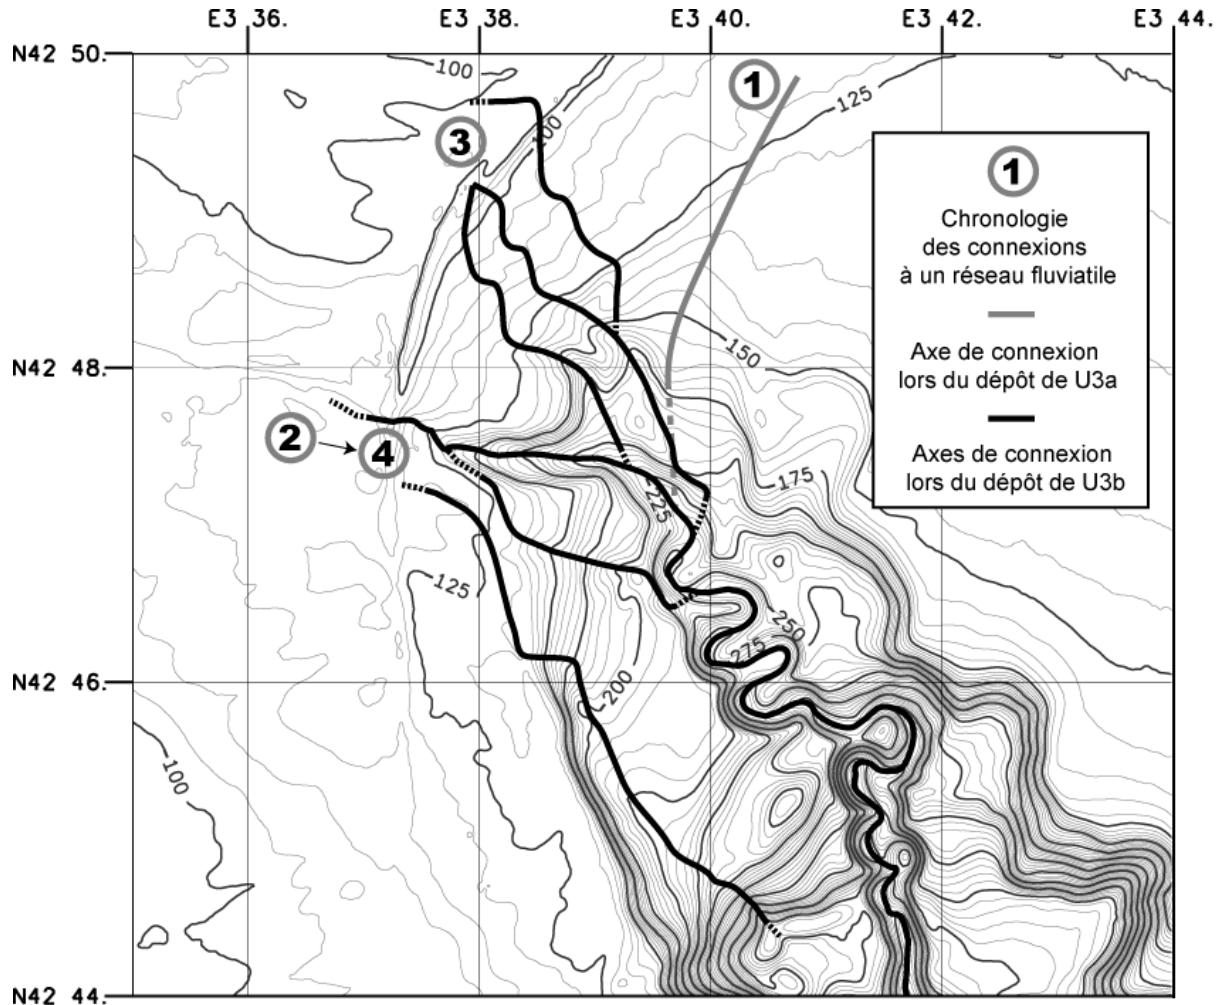 E3 36. E3 38. E3 40. E3 42. E3 44.
N42 50.
100
1
125
3
100
1
Chronologie
des connexions
à un réseau fluviatile
150
N42 48.
Axe de connexion
lors du dépôt de U3a
2
4
Axes de connexion
lors du dépôt de U3b
175
225
125
250
275
N42 46.
200
100
N42 44.